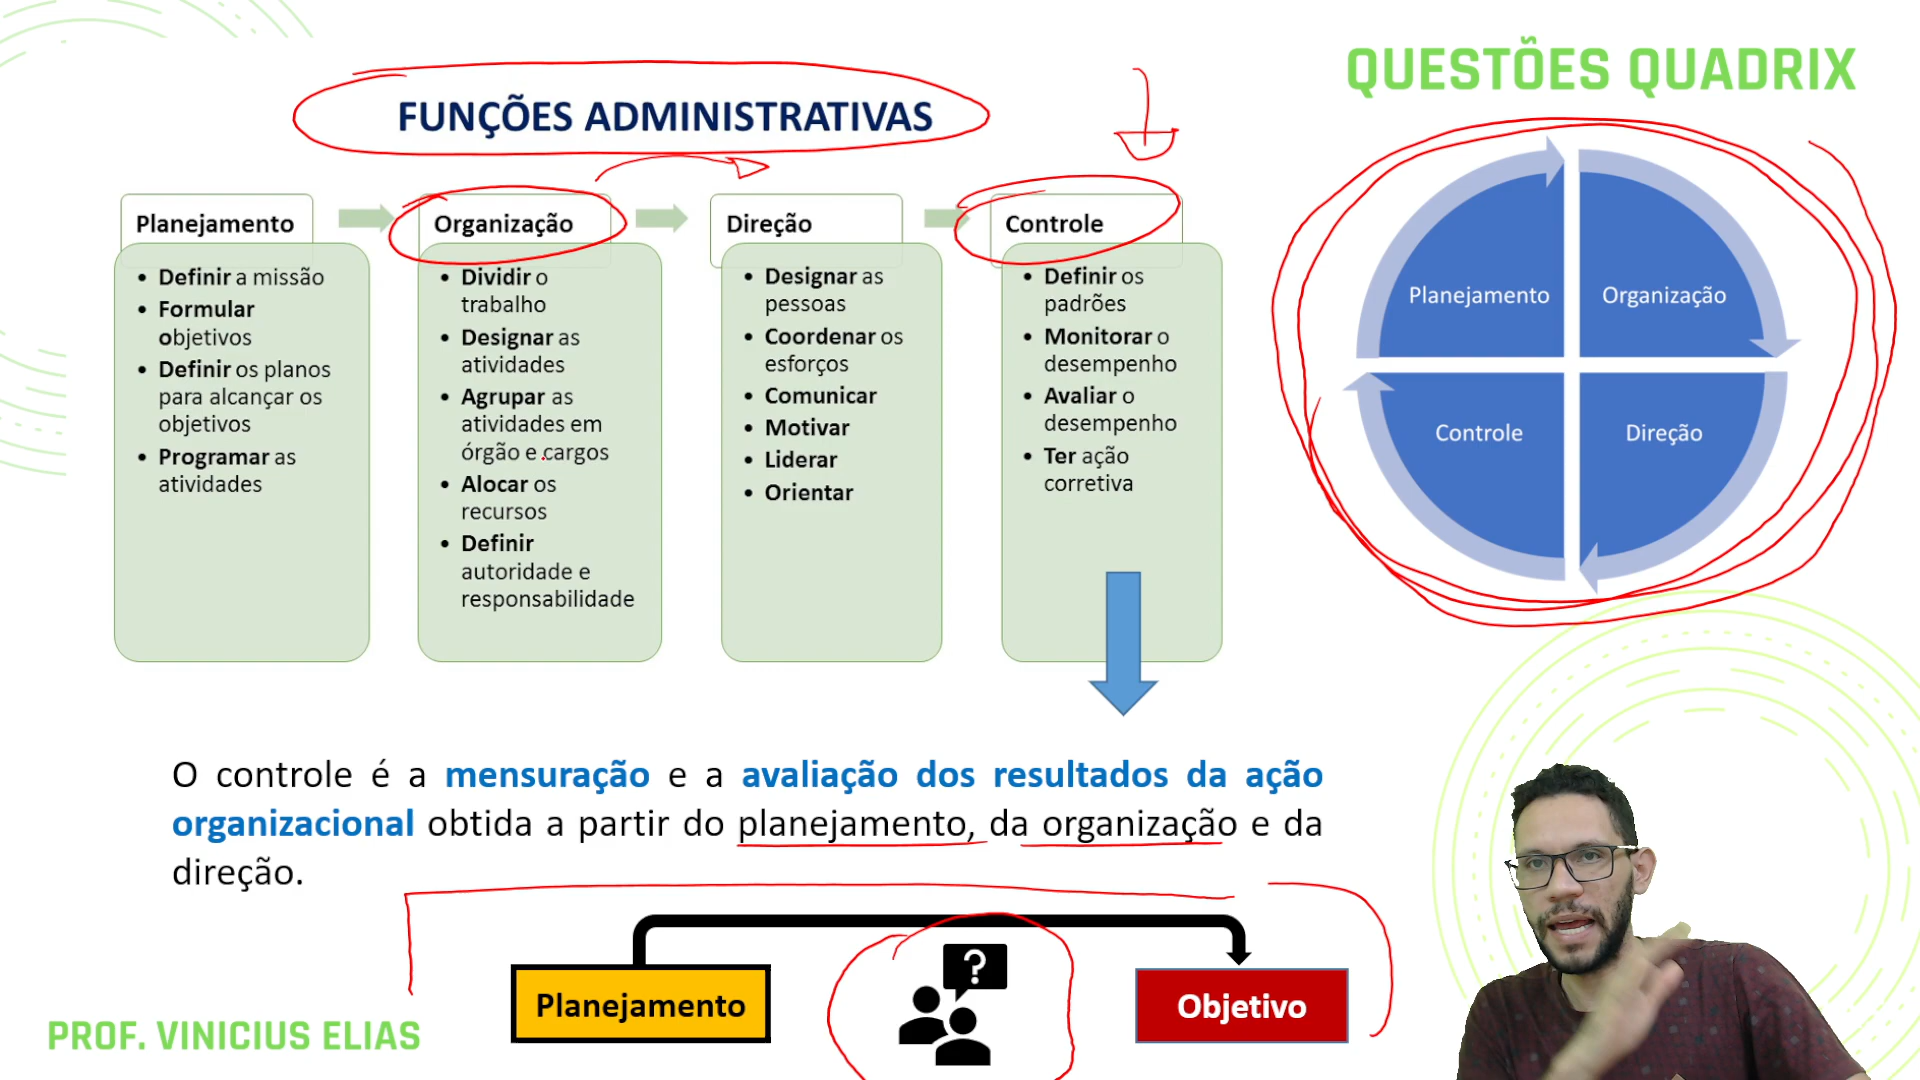 QUESTÕES QUADRIX
FUNÇÕES ADMINISTRATIVAS
Planejamento
• Definir a missão
• Formular
objetivos
• Definir os planos
para alcançar os
objetivos
• Programar as
atividades
Organização
• Dividir o
trabalho
• Designar as
atividades
• Agrupar as
atividades em
órgão e cargos
• Alocar os
recursos
• Definir
autoridade e
responsabilidade
Direção
• Designar as
pessoas
• Coordenar os
esforços
• Comunicar
• Motivar
• Liderar
• Orientar
Controle
• Definir os
padrões
• Monitorar o
desempenho
• Avaliar o
desempenho
• Ter ação
corretiva
Planejamento
Organização
Controle
Direção
O controle é a mensuração e a avaliação dos resultados da ação
organizacional obtida a partir do planejamento, da organização e da
direção.
?
Planejamento
Objetivo
PROF. VINICIUS ELIAS